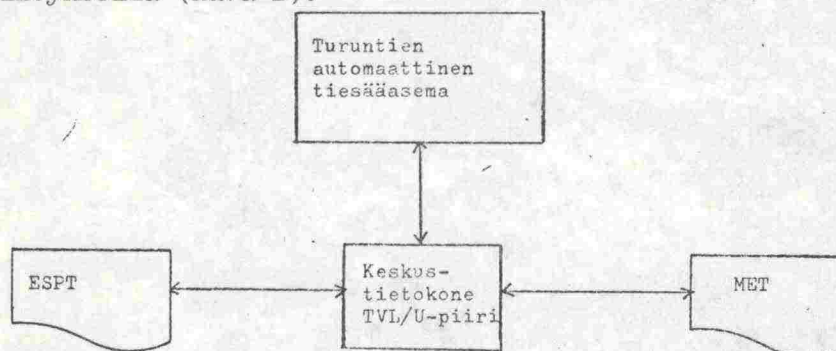 Turuntien
automaattinen
tiesääasema
ESPT
Keskus-
tietokone
TVL/U-piiri
MET